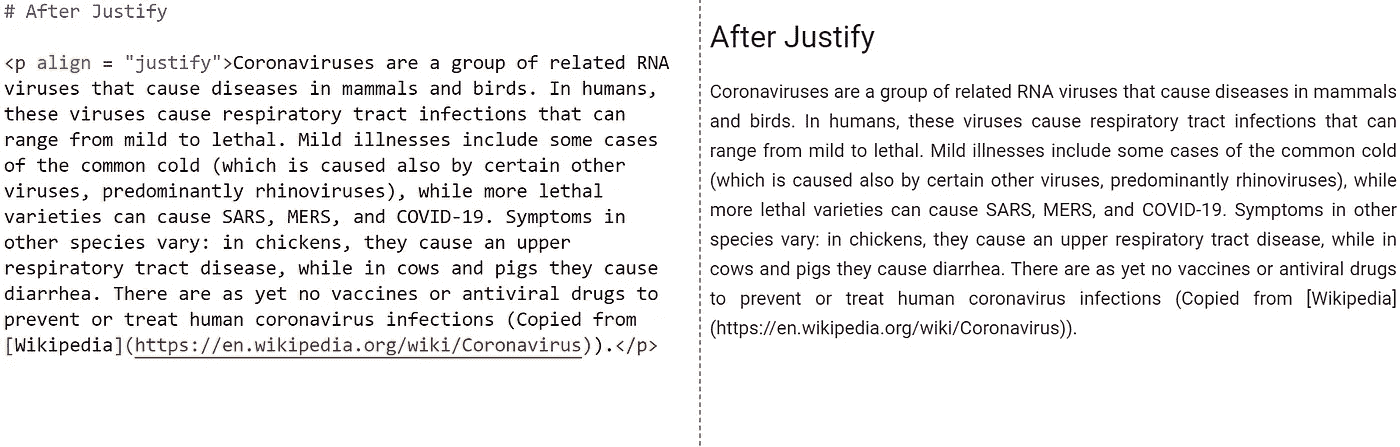 # After Justify
<p align = "justify">Coronaviruses are a group of related RNA
viruses that cause diseases in mammals and birds. In humans,
these viruses cause respiratory tract infections that can
range from mild to lethal. Mild illnesses include some cases
of the common cold (which is caused also by certain other
viruses, predominantly rhinoviruses), while more lethal
varieties can cause SARS, MERS, and COVID-19. Symptoms in
other species vary: in chickens, they cause an upper
respiratory tract disease, while in cows and pigs they cause
diarrhea. There are as yet no vaccines or antiviral drugs to
prevent or treat human coronavirus infections (Copied from
[Wikipedia](https://en.wikipedia.org/wiki/Coronavirus)).</p>
After Justify
Coronaviruses are a group of related RNA viruses that cause diseases in mammals
and birds. In humans, these viruses cause respiratory tract infections that can
range from mild to lethal. Mild illnesses include some cases of the common cold
(which is caused also by certain other viruses, predominantly rhinoviruses), while
more lethal varieties can cause SARS, MERS, and COVID-19. Symptoms in other
species vary: in chickens, they cause an upper respiratory tract disease, while in
cows and pigs they cause diarrhea. There are as yet no vaccines or antiviral drugs
to prevent or treat human coronavirus infections (Copied from [Wikipedia]
(https://en.wikipedia.org/wiki/Coronavirus)).